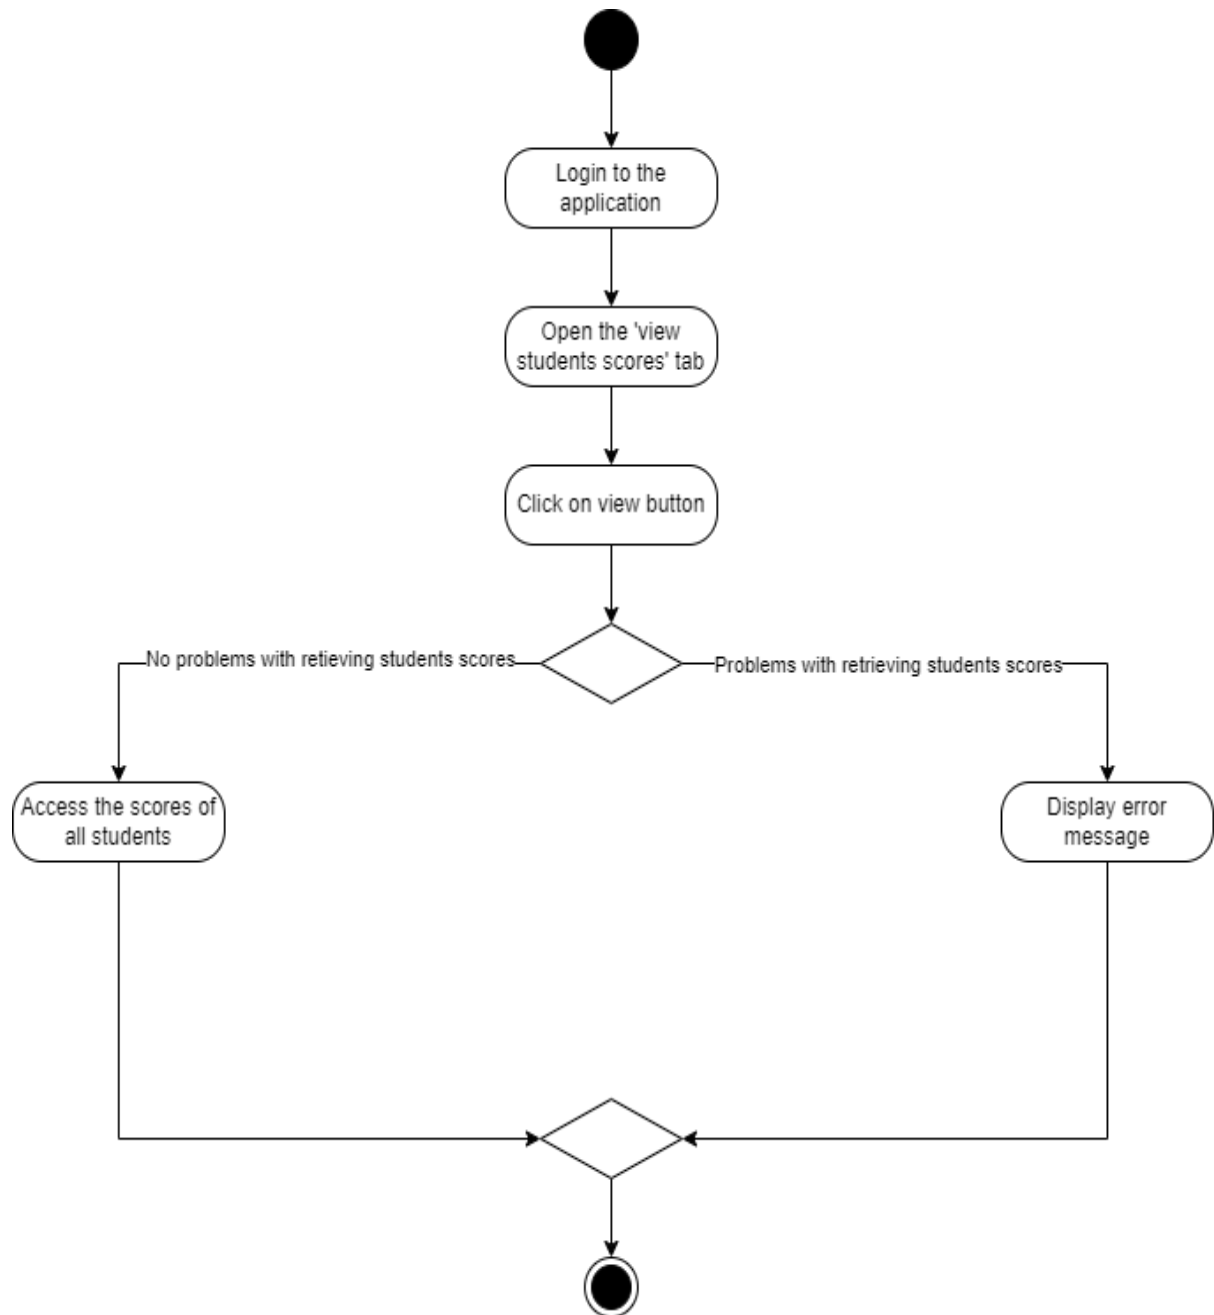 Login to the
application
Open the 'view
students scores' tab
Click on view button
No problems with retieving students scores
Problems with retrieving students scores
Access the scores of
all students
Display error
message